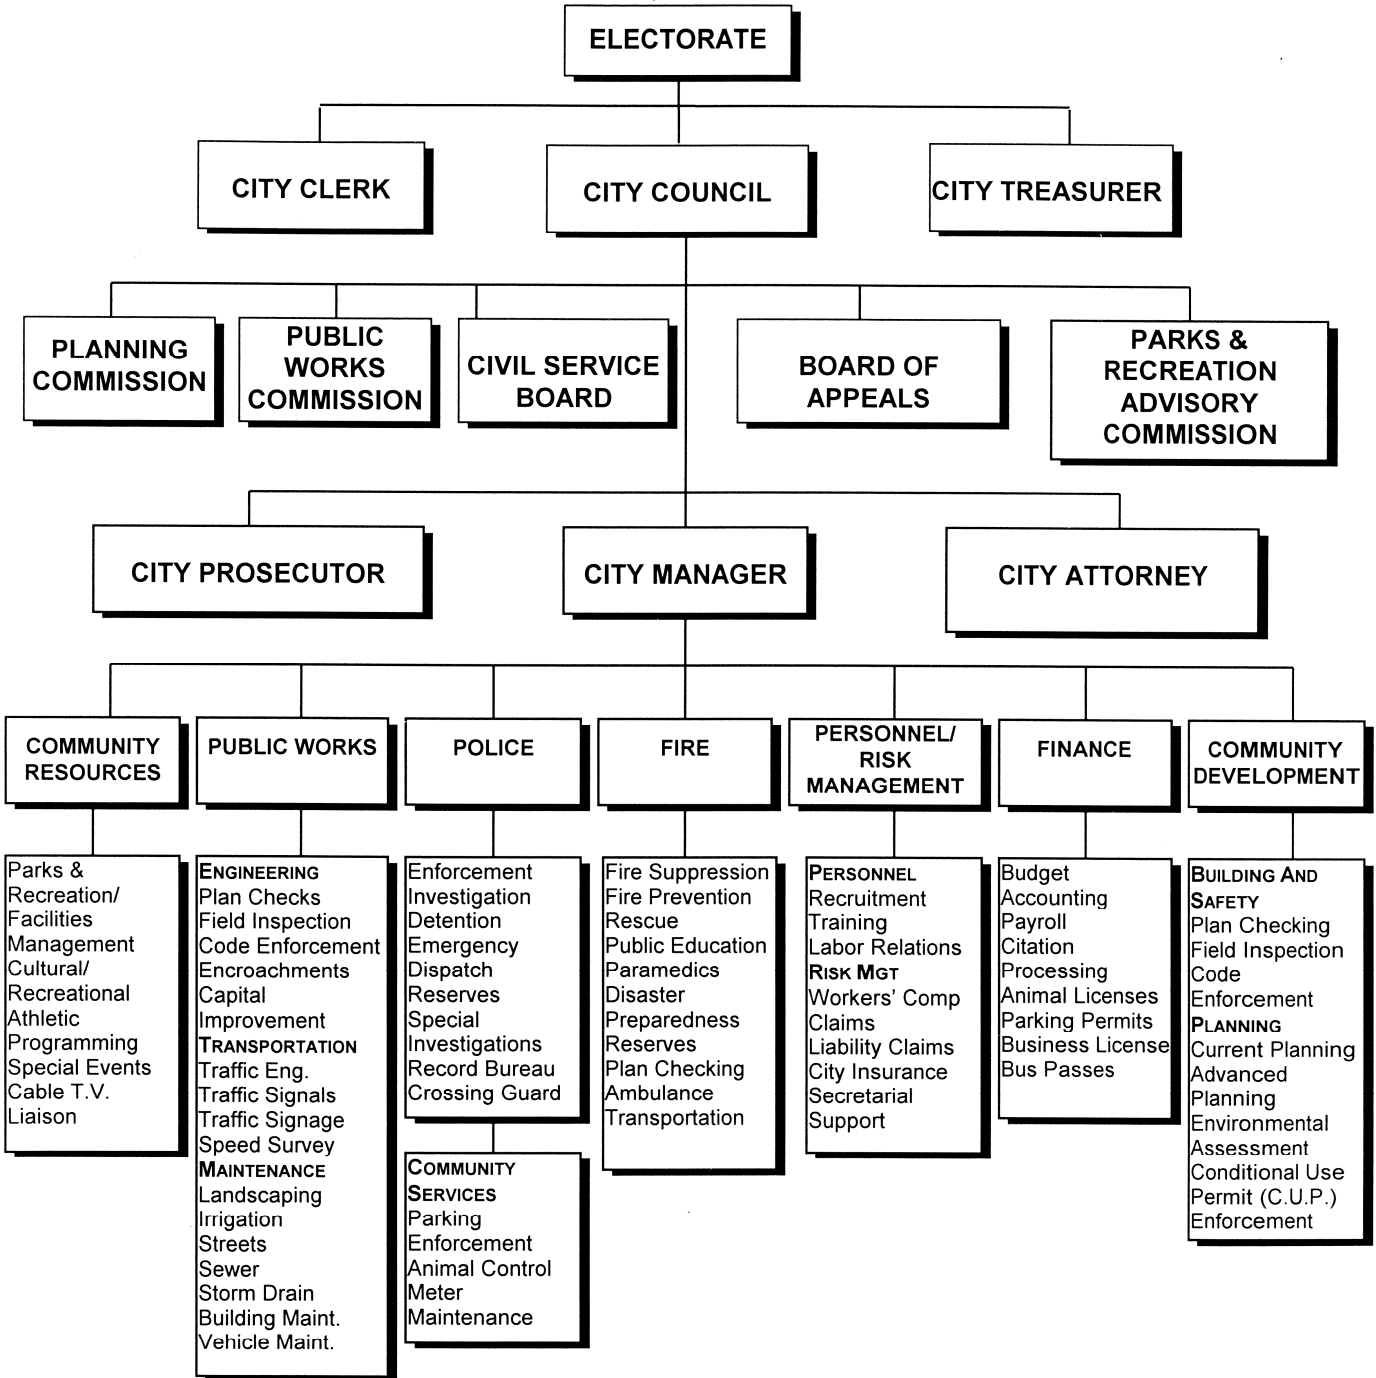 ELECTORATE
CITY CLERK
CITY COUNCIL
CITY TREASURER
PLANNING
COMMISSION
PUBLIC
WORKS
COMMISSION
CIVIL SERVICE
BOARD
BOARD OF
APPEALS
PARKS &
RECREATION
ADVISORY
COMMISSION
CITY PROSECUTOR
CITY MANAGER
CITY ATTORNEY
COMMUNITY
RESOURCES
PUBLIC WORKS
POLICE
FIRE
PERSONNEL/
RISK
MANAGEMENT
FINANCE
COMMUNITY
DEVELOPMENT
Parks &
Recreation/
Facilities
Management
Cultural/
Recreational
Athletic
Programming
Special Events
Cable T.V.
Liaison
ENGINEERING
Plan Checks
Field Inspection
Code Enforcement
Encroachments
Capital
Improvement
TRANSPORTATION
Traffic Eng.
Traffic Signals
Traffic Signage
Speed Survey
MAINTENANCE
Landscaping
Irrigation
Streets
Sewer
Storm Drain
Building Maint.
Vehicle Maint.
Enforcement
Investigation
Detention
Emergency
Dispatch
Reserves
Special
Investigations
Record Bureau
Crossing Guard
COMMUNITY
SERVICES
Parking
Enforcement
Animal Control
Meter
Maintenance
Fire Suppression
Fire Prevention
Rescue
Public Education
Paramedics
Disaster
Preparedness
Reserves
Plan Checking
Ambulance
Transportation
PERSONNEL
Recruitment
Training
Labor Relations
RISK MGT
Workers' Comp
Claims
Liability Claims
City Insurance
Secretarial
Support
Budget
Accounting
Payroll
Citation
Processing
Animal Licenses
Parking Permits
Business License
Bus Passes
BUILDING AND
SAFETY
Plan Checking
Field Inspection
Code
Enforcement
PLANNING
Current Planning
Advanced
Planning
Environmental
Assessment
Conditional Use
Permit (C.U.P.)
Enforcement